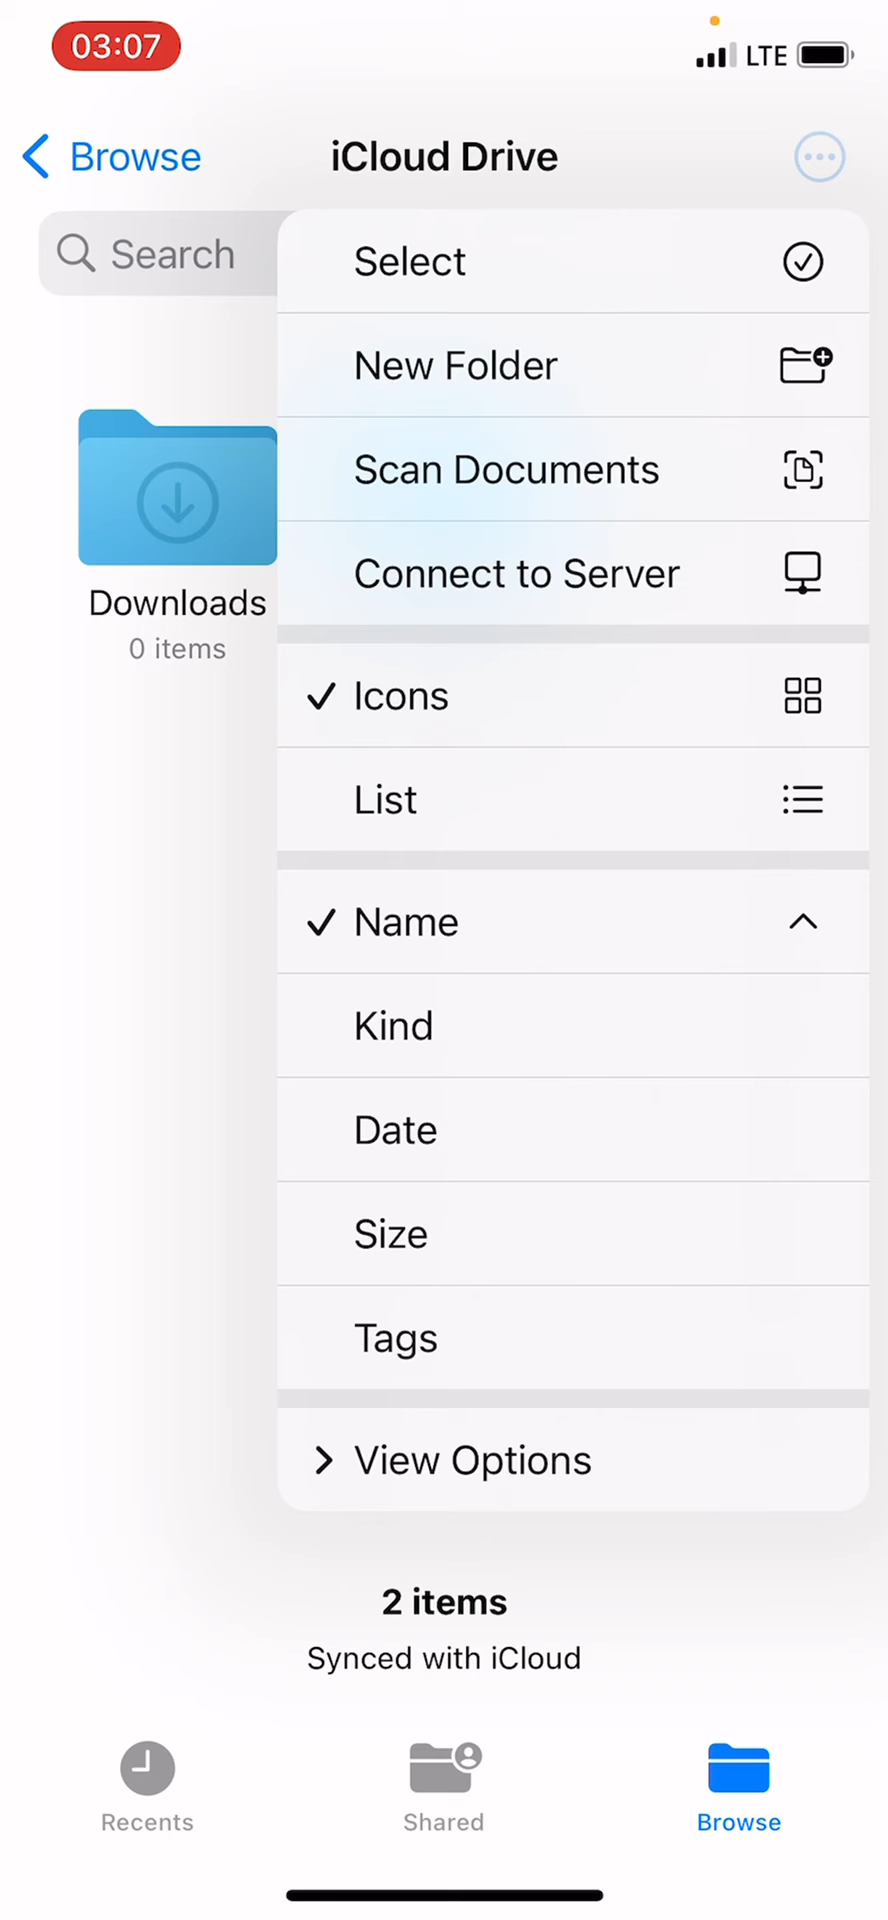 03:07
LTE
Browse
iCloud Drive
Search
Select
New Folder
Scan Documents
Connect to Server
Downloads
0 items
Icons
List
Name
Kind
Date
Size
Tags
View Options
2 items
Synced with iCloud
Recents
Shared
Browse